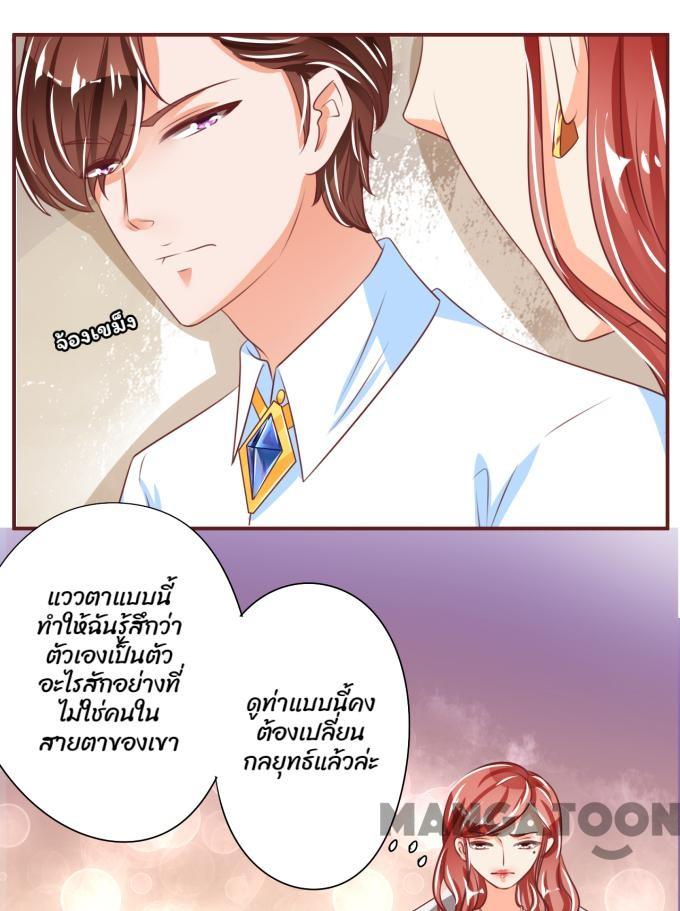 จ้องเขม็ง
แววตาแบบนี้
ทำให้ฉันรู้สึกว่า
ตัวเองเป็นตัว
อะไรสักอย่างที่
ไม่ใช่คนใน
สายตาของเขา
ดูท่าแบบนี้คง
ต้องเปลี่ยน
กลยุทธ์แล้วล่ะ
MANGATOON